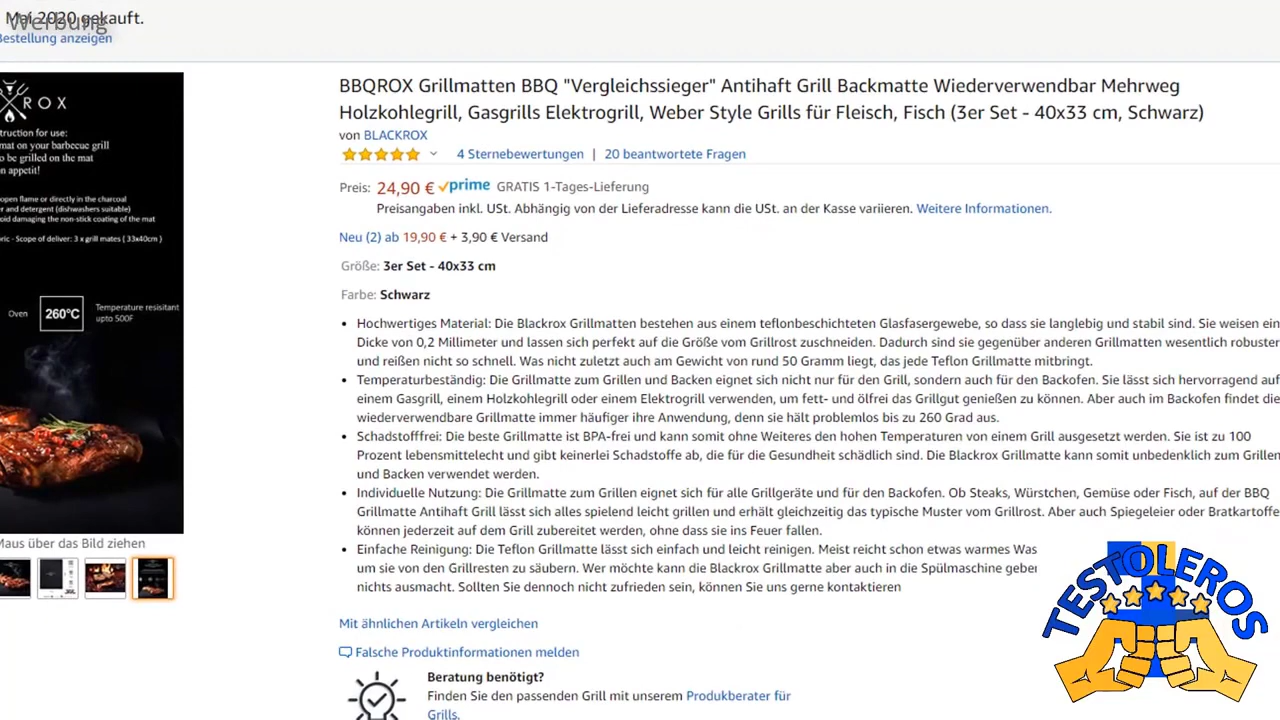 Mai 2020 gekauft.
Werbung
Bestellung anzeigen
ROX
truction for use:
mat on your barbecue grill
o be grilled on the mat
n appetit!
open flame or directly in the charcoal
er and detergent (dishwashers suitable)
oid damaging the non-stick coating of the mat
ric - Scope of deliver: 3 x grill mates ( 33x40cm )
Oven 260°C Temperature resisitant
upto 500F
Maus über das Bild ziehen
BBQROX Grillmatten BBQ "Vergleichssieger" Antihaft Grill Backmatte Wiederverwendbar Mehrweg
Holzkohlegrill, Gasgrills Elektrogrill, Weber Style Grills für Fleisch, Fisch (3er Set - 40x33 cm, Schwarz)
von BLACKROX
4 Sternebewertungen | 20 beantwortete Fragen
Preis: 24,90 € prime GRATIS 1-Tages-Lieferung
Preisangaben inkl. USt. Abhängig von der Lieferadresse kann die USt. an der Kasse variieren. Weitere Informationen.
Neu (2) ab 19,90 € + 3,90 € Versand
Größe: 3er Set - 40x33 cm
Farbe: Schwarz
• Hochwertiges Material: Die Blackrox Grillmatten bestehen aus einem teflonbeschichteten Glasfasergewebe, so dass sie langlebig und stabil sind. Sie weisen ein
Dicke von 0,2 Millimeter und lassen sich perfekt auf die Größe vom Grillrost zuschneiden. Dadurch sind sie gegenüber anderen Grillmatten wesentlich robuster
und reißen nicht so schnell. Was nicht zuletzt auch am Gewicht von rund 50 Gramm liegt, das jede Teflon Grillmatte mitbringt.
• Temperaturbeständig: Die Grillmatte zum Grillen und Backen eignet sich nicht nur für den Grill, sondern auch für den Backofen. Sie lässt sich hervorragend auf
einem Gasgrill, einem Holzkohlegrill oder einem Elektrogrill verwenden, um fett- und ölfrei das Grillgut genießen zu können. Aber auch im Backofen findet die
wiederverwendbare Grillmatte immer häufiger ihre Anwendung, denn sie hält problemlos bis zu 260 Grad aus.
• Schadstofffrei: Die beste Grillmatte ist BPA-frei und kann somit ohne Weiteres den hohen Temperaturen von einem Grill ausgesetzt werden. Sie ist zu 100
Prozent lebensmittelecht und gibt keinerlei Schadstoffe ab, die für die Gesundheit schädlich sind. Die Blackrox Grillmatte kann somit unbedenklich zum Grillen
und Backen verwendet werden.
• Individuelle Nutzung: Die Grillmatte zum Grillen eignet sich für alle Grillgeräte und für den Backofen. Ob Steaks, Würstchen, Gemüse oder Fisch, auf der BBQ
Grillmatte Antihaft Grill lässt sich alles spielend leicht grillen und erhält gleichzeitig das typische Muster vom Grillrost. Aber auch Spiegeleier oder Bratkartoffe
können jederzeit auf dem Grill zubereitet werden, ohne dass sie ins Feuer fallen.
• Einfache Reinigung: Die Teflon Grillmatte lässt sich einfach und leicht reinigen. Meist reicht schon etwas warmes Was
um sie von den Grillresten zu säubern. Wer möchte kann die Blackrox Grillmatte aber auch in die Spülmaschine geber
nichts ausmacht. Sollten Sie dennoch nicht zufrieden sein, können Sie uns gerne kontaktieren
Mit ähnlichen Artikeln vergleichen
Falsche Produktinformationen melden
Beratung benötigt?
Finden Sie den passenden Grill mit unserem Produkberater für
Grills.
TESTOLEROS